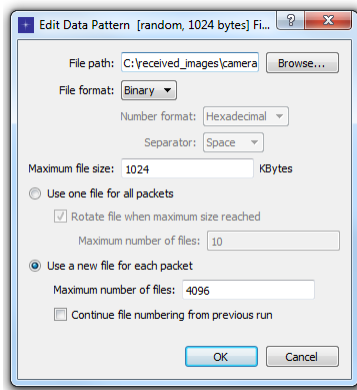 Edit Data Pattern [random, 1024 bytes] Fi...
File path: C:\received_images\camera Browse...
File format: Binary
Number format: Hexadecimal
Separator: Space
Maximum file size: 1024 KBytes
Use one file for all packets
Rotate file when maximum size reached
Maximum number of files: 10
Use a new file for each packet
Maximum number of files: 4096
Continue file numbering from previous run
OK Cancel